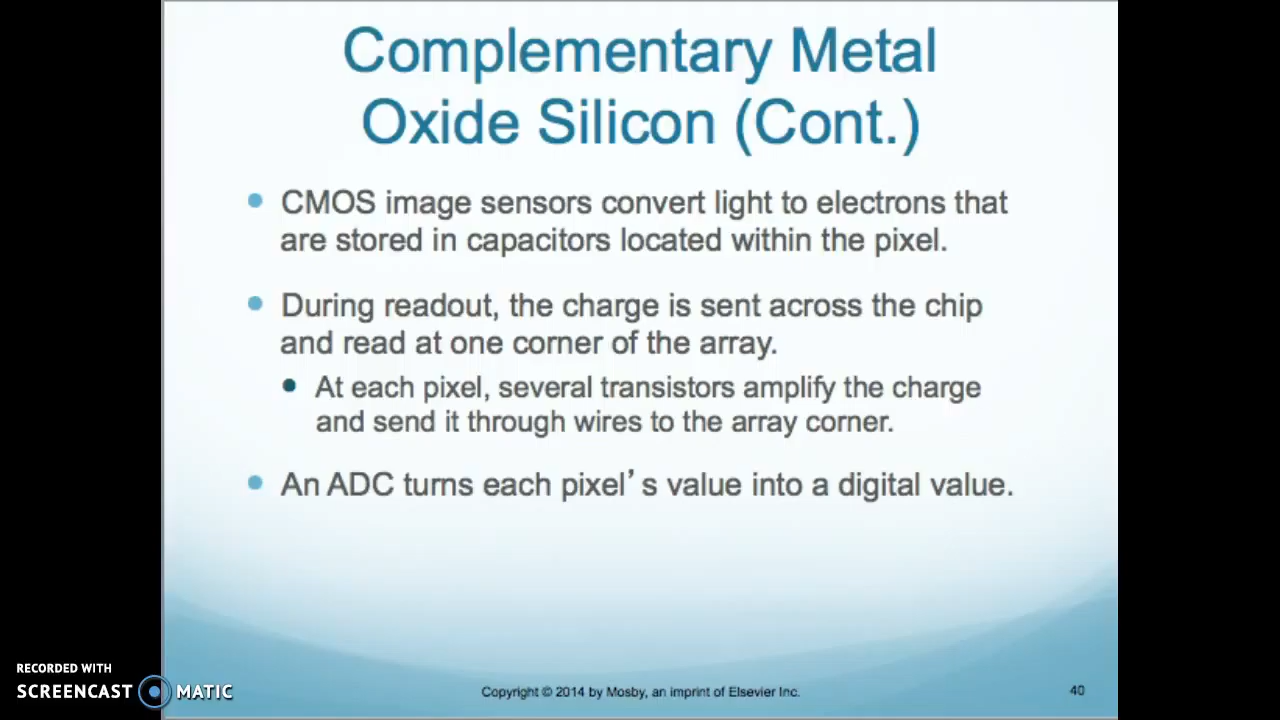 Complementary Metal
Oxide Silicon (Cont.)
CMOS image sensors convert light to electrons that
are stored in capacitors located within the pixel.
During readout, the charge is sent across the chip
and read at one corner of the array.
At each pixel, several transistors amplify the charge
and send it through wires to the array corner.
An ADC turns each pixel’s value into a digital value.
RECORDED WITH
SCREENCAST MATIC
Copyright © 2014 by Mosby, an imprint of Elsevier Inc.
40